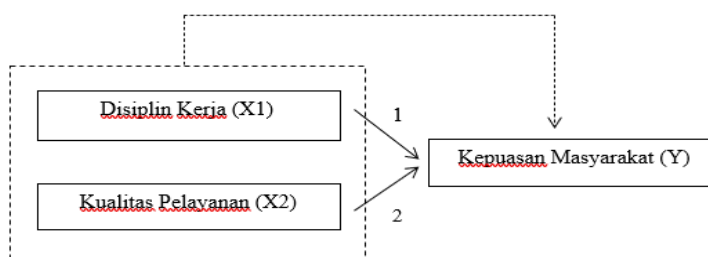 Disiplin Kerja (X1)
1
Kepuasan Masyarakat (Y)
Kualitas Pelayanan (X2)
2